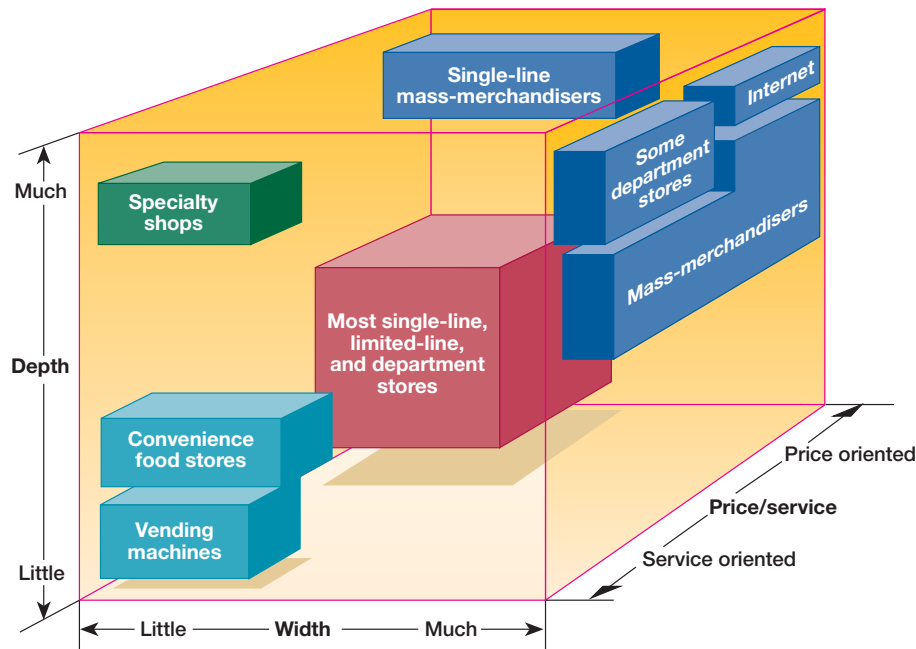 Single-line
mass-merchandisers
Internet
Some
department
stores
Mass-merchandisers
Much
Specialty
shops
Most single-line,
limited-line,
and department
stores
Depth
Convenience
food stores
Vending
machines
Little
Price oriented
Price/service
Service oriented
Little Width Much